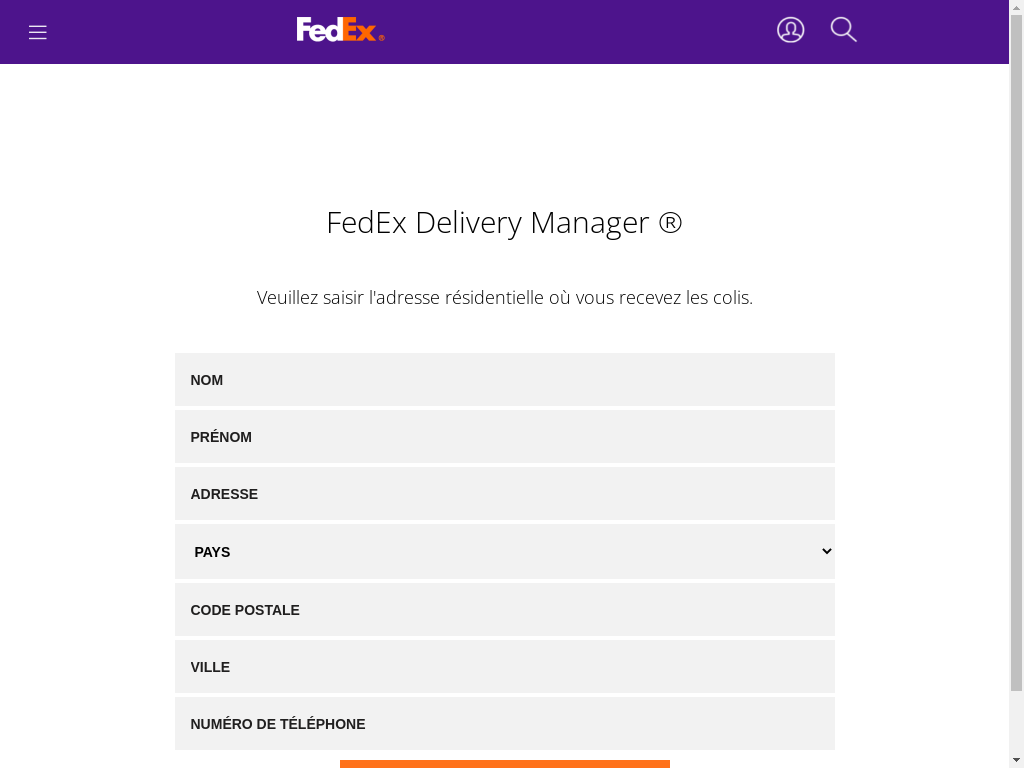 FedEx®
FedEx Delivery Manager ®
Veuillez saisir l'adresse résidentielle où vous recevez les colis.
NOM
PRÉNOM
ADRESSE
PAYS
CODE POSTALE
VILLE
NUMÉRO DE TÉLÉPHONE